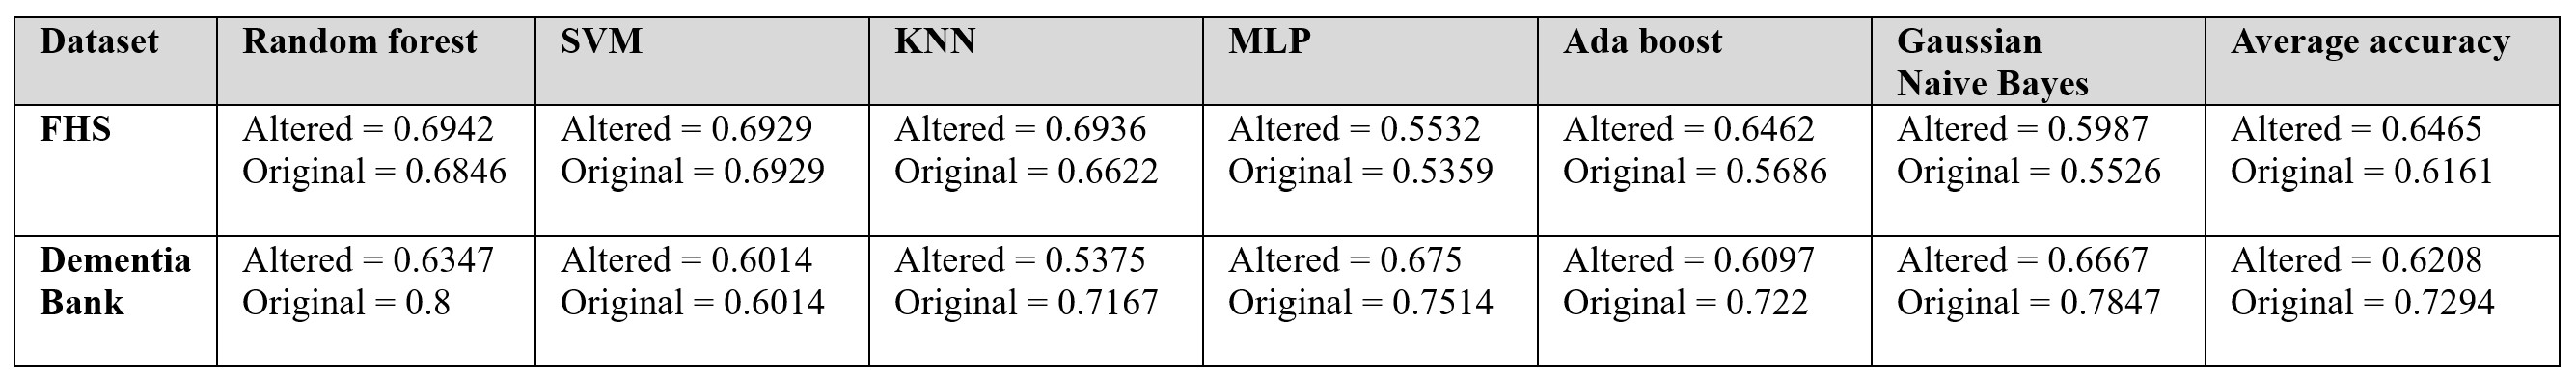 Dataset
Random forest
SVM
KNN
MLP
Ada boost
Gaussian
Naive Bayes
Average accuracy
FHS
Altered = 0.6942
Original = 0.6846
Altered = 0.6929
Original = 0.6929
Altered = 0.6936
Original = 0.6622
Altered = 0.5532
Original = 0.5359
Altered = 0.6462
Original = 0.5686
Altered = 0.5987
Original = 0.5526
Altered = 0.6465
Original = 0.6161
Dementia
Bank
Altered = 0.6347
Original = 0.8
Altered = 0.6014
Original = 0.6014
Altered = 0.5375
Original = 0.7167
Altered = 0.675
Original = 0.7514
Altered = 0.6097
Original = 0.722
Altered = 0.6667
Original = 0.7847
Altered = 0.6208
Original = 0.7294